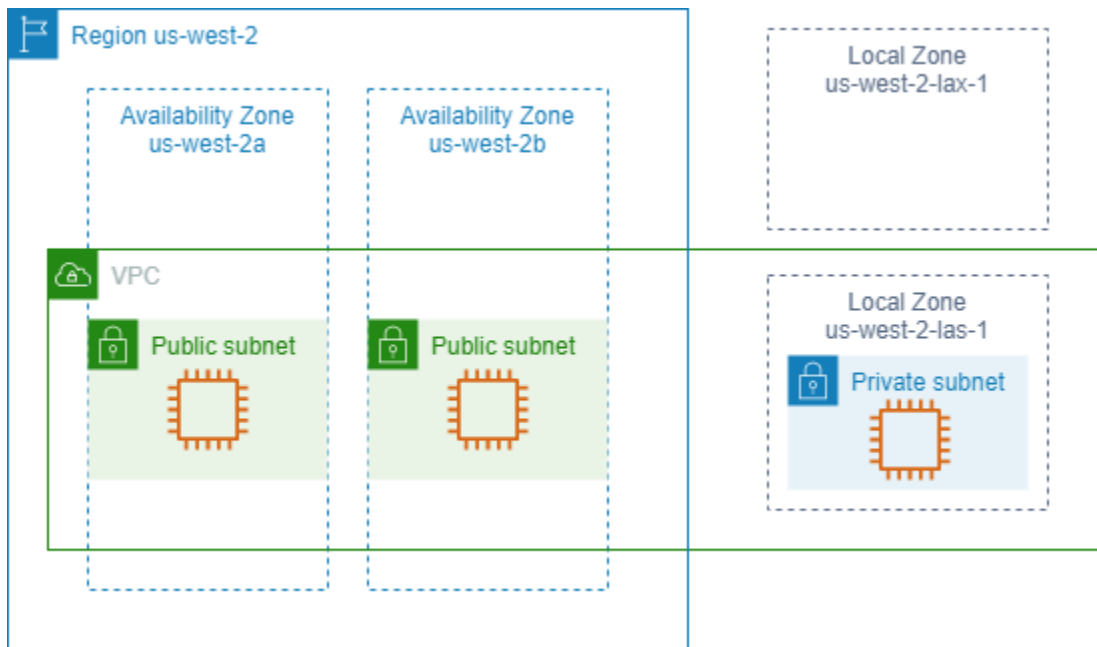 Region us-west-2
Availability Zone
us-west-2a
Availability Zone
us-west-2b
Local Zone
us-west-2-lax-1
VPC
Public subnet
Public subnet
Local Zone
us-west-2-las-1
Private subnet